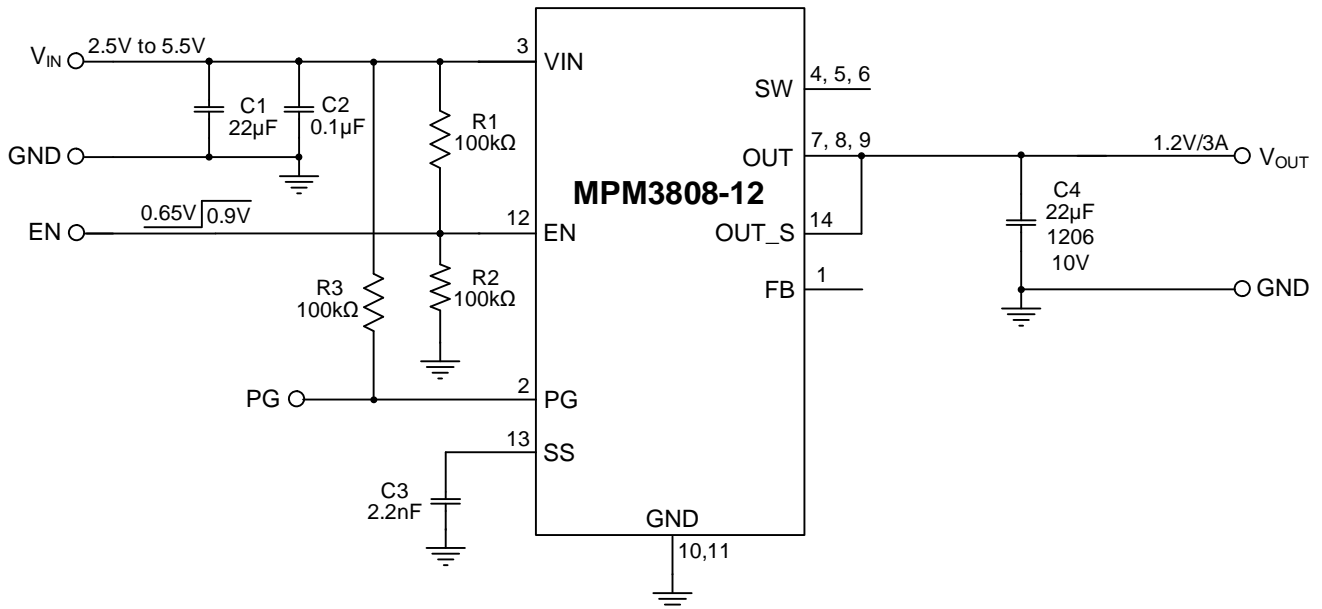 V_IN 2.5V to 5.5V
3
VIN
C1
22µF
C2
0.1µF
R1
100kΩ
GND
EN
0.65V 0.9V
12
EN
R2
100kΩ
R3
100kΩ
PG
2
PG
13
SS
C3
2.2nF
MPM3808-12
SW
4, 5, 6
OUT
7, 8, 9
OUT_S
14
FB
1
GND
10,11
1.2V/3A
V_OUT
C4
22µF
1206
10V
GND